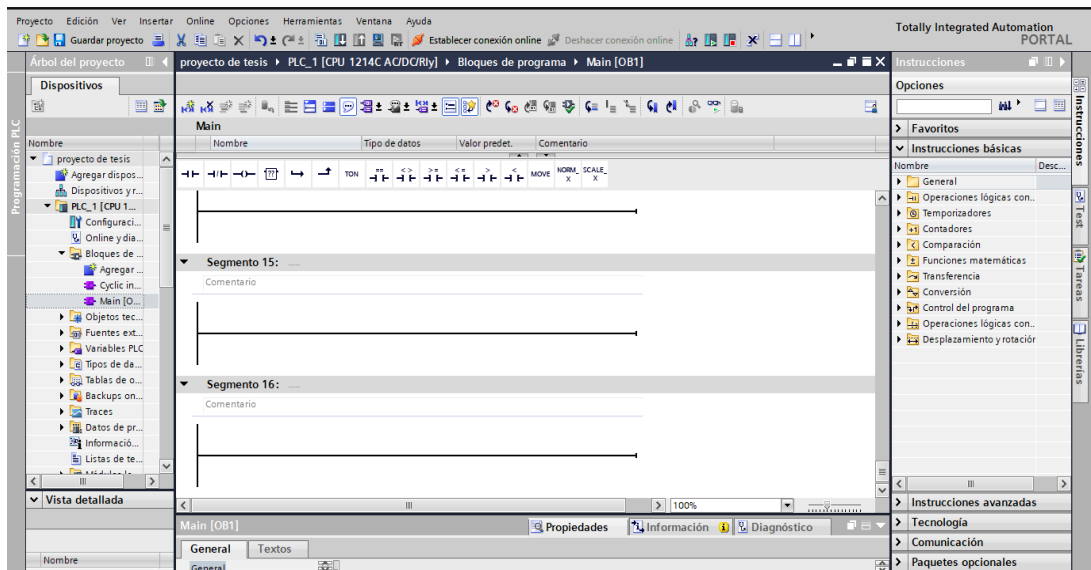 Proyecto Edición Ver Insertar Online Opciones Herramientas Ventana Ayuda
Guardar proyecto
Establecer conexión online
Deshacer conexión online
Totally Integrated Automation
PORTAL
Árbol del proyecto
proyecto de tesis PLC_1 [CPU 1214C AC/DC/Rly] Bloques de programa Main [OB1]
Instrucciones
Dispositivos
Opciones
Programación PLC
Main
Nombre Tipo de datos Valor predet. Comentario
Nombre
proyecto de tesis
Agregar dispos...
Dispositivos y r...
PLC_1 [CPU 1...
Configuraci...
Online y dia...
Bloques de ...
Agregar ...
Cyclic in...
Main [O...
Objetos tec...
Fuentes ext...
Variables PLC
Tipos de da...
Tablas de o...
Backups on...
Traces
Datos de pr...
Informació...
Listas de te...
Vista detallada
Nombre
TON == <> >= <= > < MOVE NORM_X SCALE_X
Segmento 15: .....
Comentario
Segmento 16: .....
Comentario
100%
Main [OB1]
Propiedades
Información
Diagnóstico
General Textos
General
Favoritos
Instrucciones básicas
Nombre Desc...
General
Operaciones lógicas con..
Temporizadores
Contadores
Comparación
Funciones matemáticas
Transferencia
Conversión
Control del programa
Operaciones lógicas con..
Desplazamiento y rotación
Instrucciones avanzadas
Tecnología
Comunicación
Paquetes opcionales
Instrucciones
Test
Tareas
Librerías